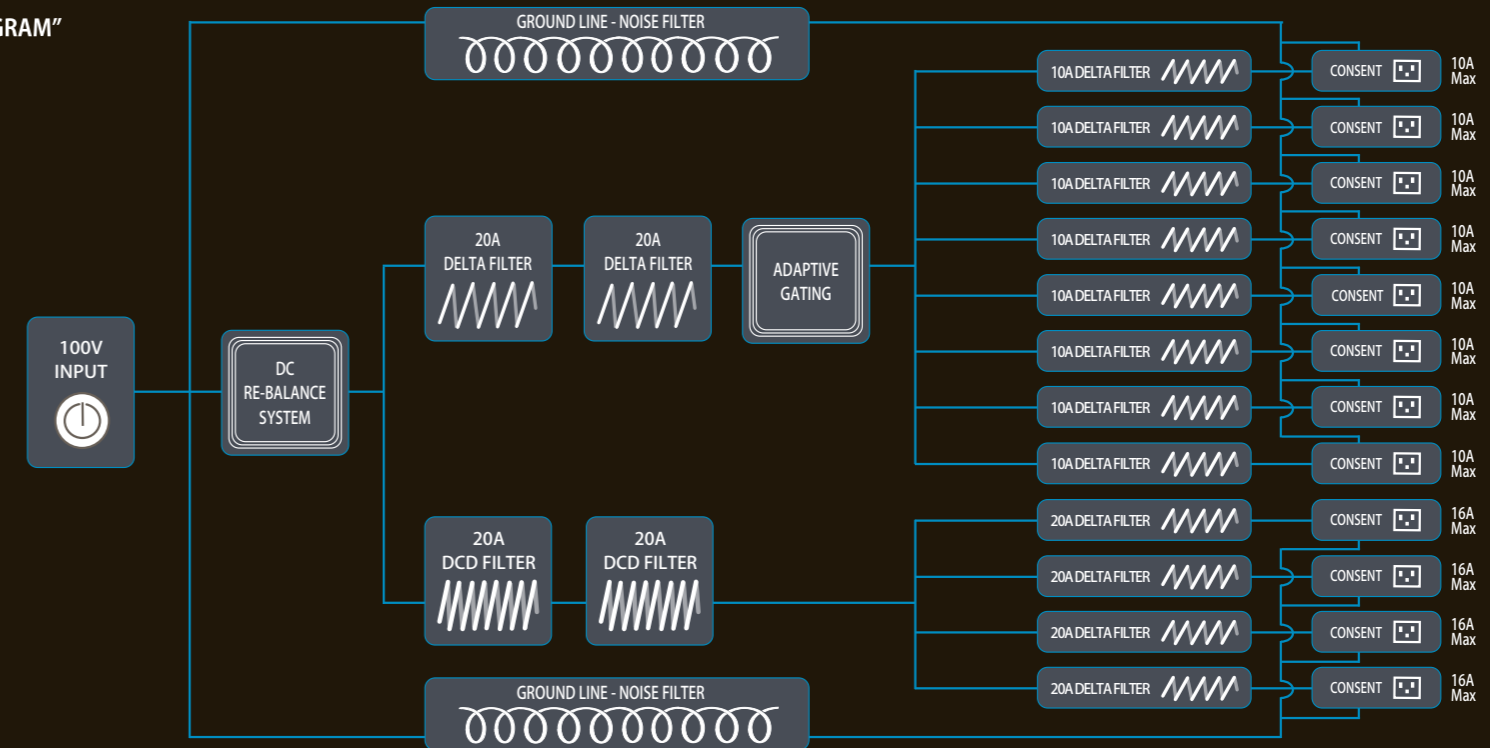 GRAM”
GROUND LINE - NOISE FILTER
10A DELTA FILTER
CONSENT
10A
Max
10A DELTA FILTER
CONSENT
10A
Max
10A DELTA FILTER
CONSENT
10A
Max
10A DELTA FILTER
CONSENT
10A
Max
10A DELTA FILTER
CONSENT
10A
Max
10A DELTA FILTER
CONSENT
10A
Max
10A DELTA FILTER
CONSENT
10A
Max
10A DELTA FILTER
CONSENT
10A
Max
20A
DELTA FILTER
20A
DELTA FILTER
ADAPTIVE
GATING
100V
INPUT
DC
RE-BALANCE
SYSTEM
20A
DCD FILTER
20A
DCD FILTER
20A DELTA FILTER
CONSENT
16A
Max
20A DELTA FILTER
CONSENT
16A
Max
20A DELTA FILTER
CONSENT
16A
Max
20A DELTA FILTER
CONSENT
16A
Max
GROUND LINE - NOISE FILTER